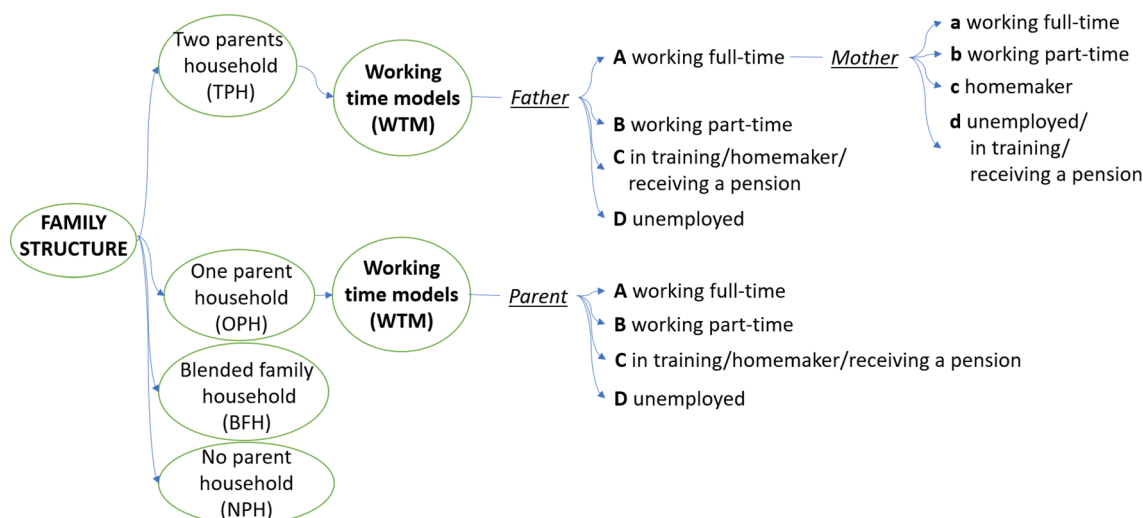 FAMILY
STRUCTURE
Two parents
household
(TPH)
Working
time models
(WTM)
Father
A working full-time
B working part-time
C in training/homemaker/
receiving a pension
D unemployed
Mother
a working full-time
b working part-time
c homemaker
d unemployed/
in training/
receiving a pension
One parent
household
(OPH)
Working
time models
(WTM)
Parent
A working full-time
B working part-time
C in training/homemaker/receiving a pension
D unemployed
Blended family
household
(BFH)
No parent
household
(NPH)